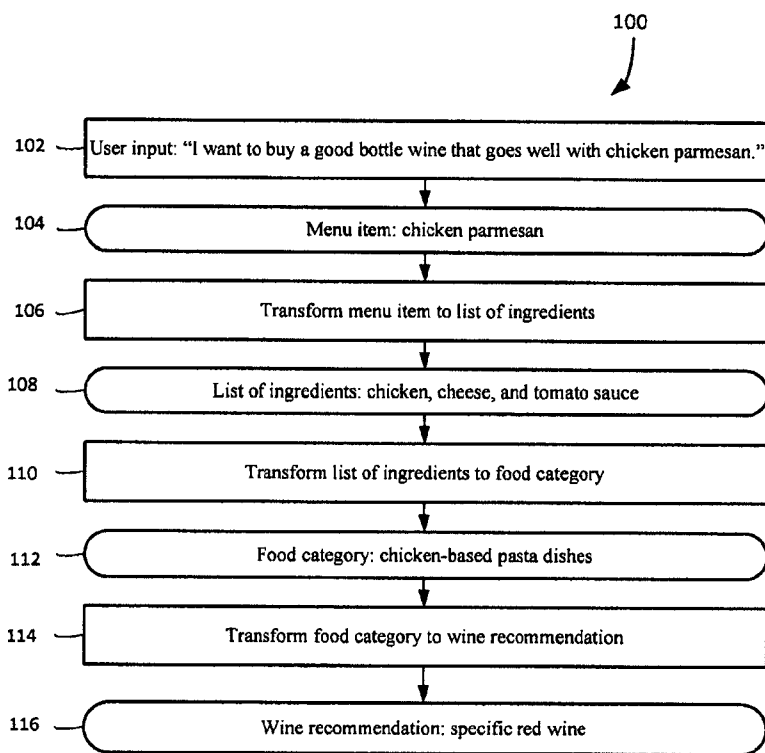 100
102 User input: “I want to buy a good bottle wine that goes well with chicken parmesan.”
104 Menu item: chicken parmesan
106 Transform menu item to list of ingredients
108 List of ingredients: chicken, cheese, and tomato sauce
110 Transform list of ingredients to food category
112 Food category: chicken-based pasta dishes
114 Transform food category to wine recommendation
116 Wine recommendation: specific red wine